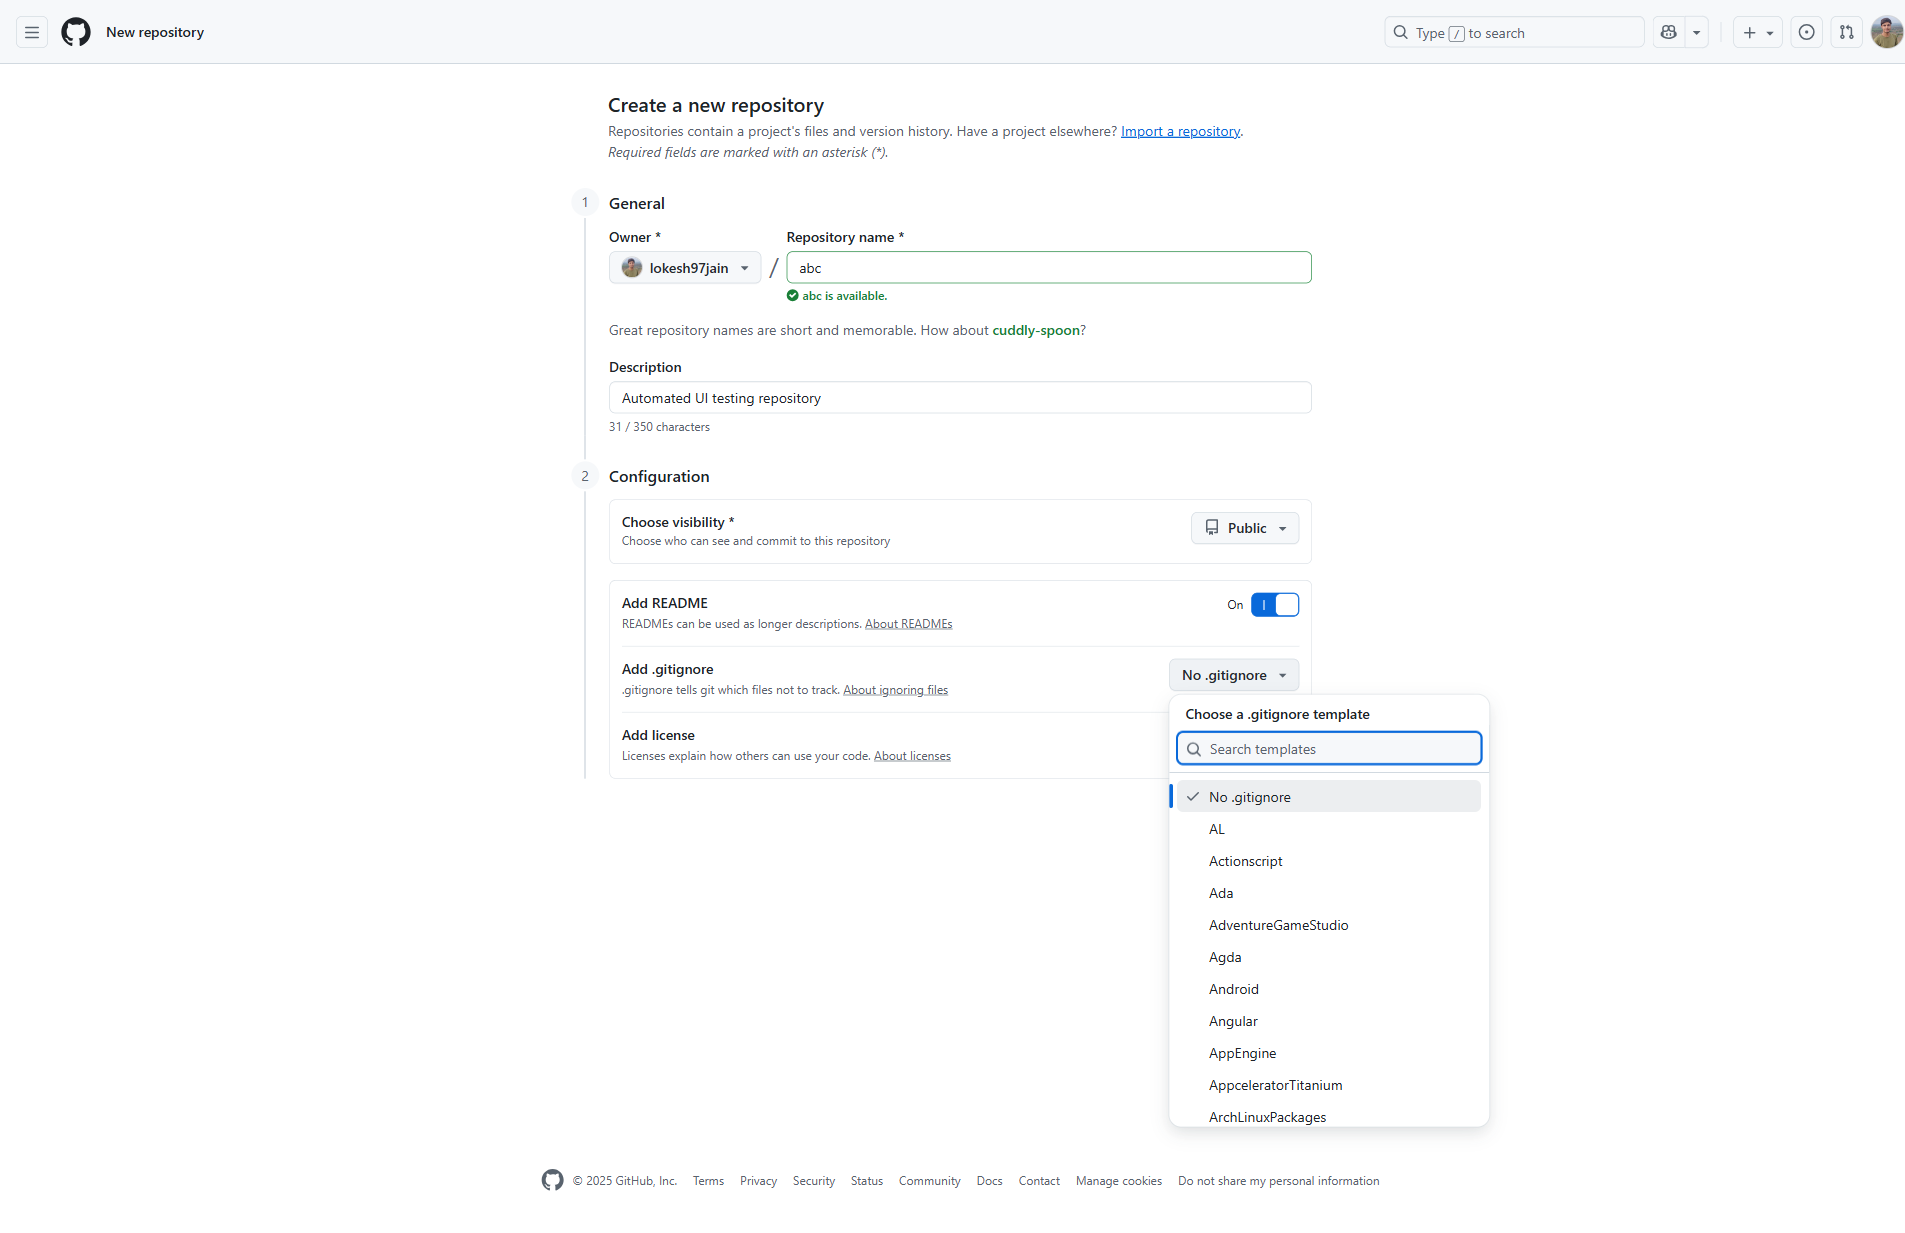 New repository
Type / to search
Create a new repository
Repositories contain a project's files and version history. Have a project elsewhere? Import a repository.
Required fields are marked with an asterisk (*).
1 General
Owner * Repository name *
lokesh97jain / abc
abc is available.
Great repository names are short and memorable. How about cuddly-spoon?
Description
Automated UI testing repository
31 / 350 characters
2 Configuration
Choose visibility *
Choose who can see and commit to this repository
Public
Add README
READMEs can be used as longer descriptions. About READMEs
On
Add .gitignore
.gitignore tells git which files not to track. About ignoring files
No .gitignore
Add license
Licenses explain how others can use your code. About licenses
Choose a .gitignore template
Search templates
No .gitignore
AL
Actionscript
Ada
AdventureGameStudio
Agda
Android
Angular
AppEngine
AppceleratorTitanium
ArchLinuxPackages
© 2025 GitHub, Inc. Terms Privacy Security Status Community Docs Contact Manage cookies Do not share my personal information